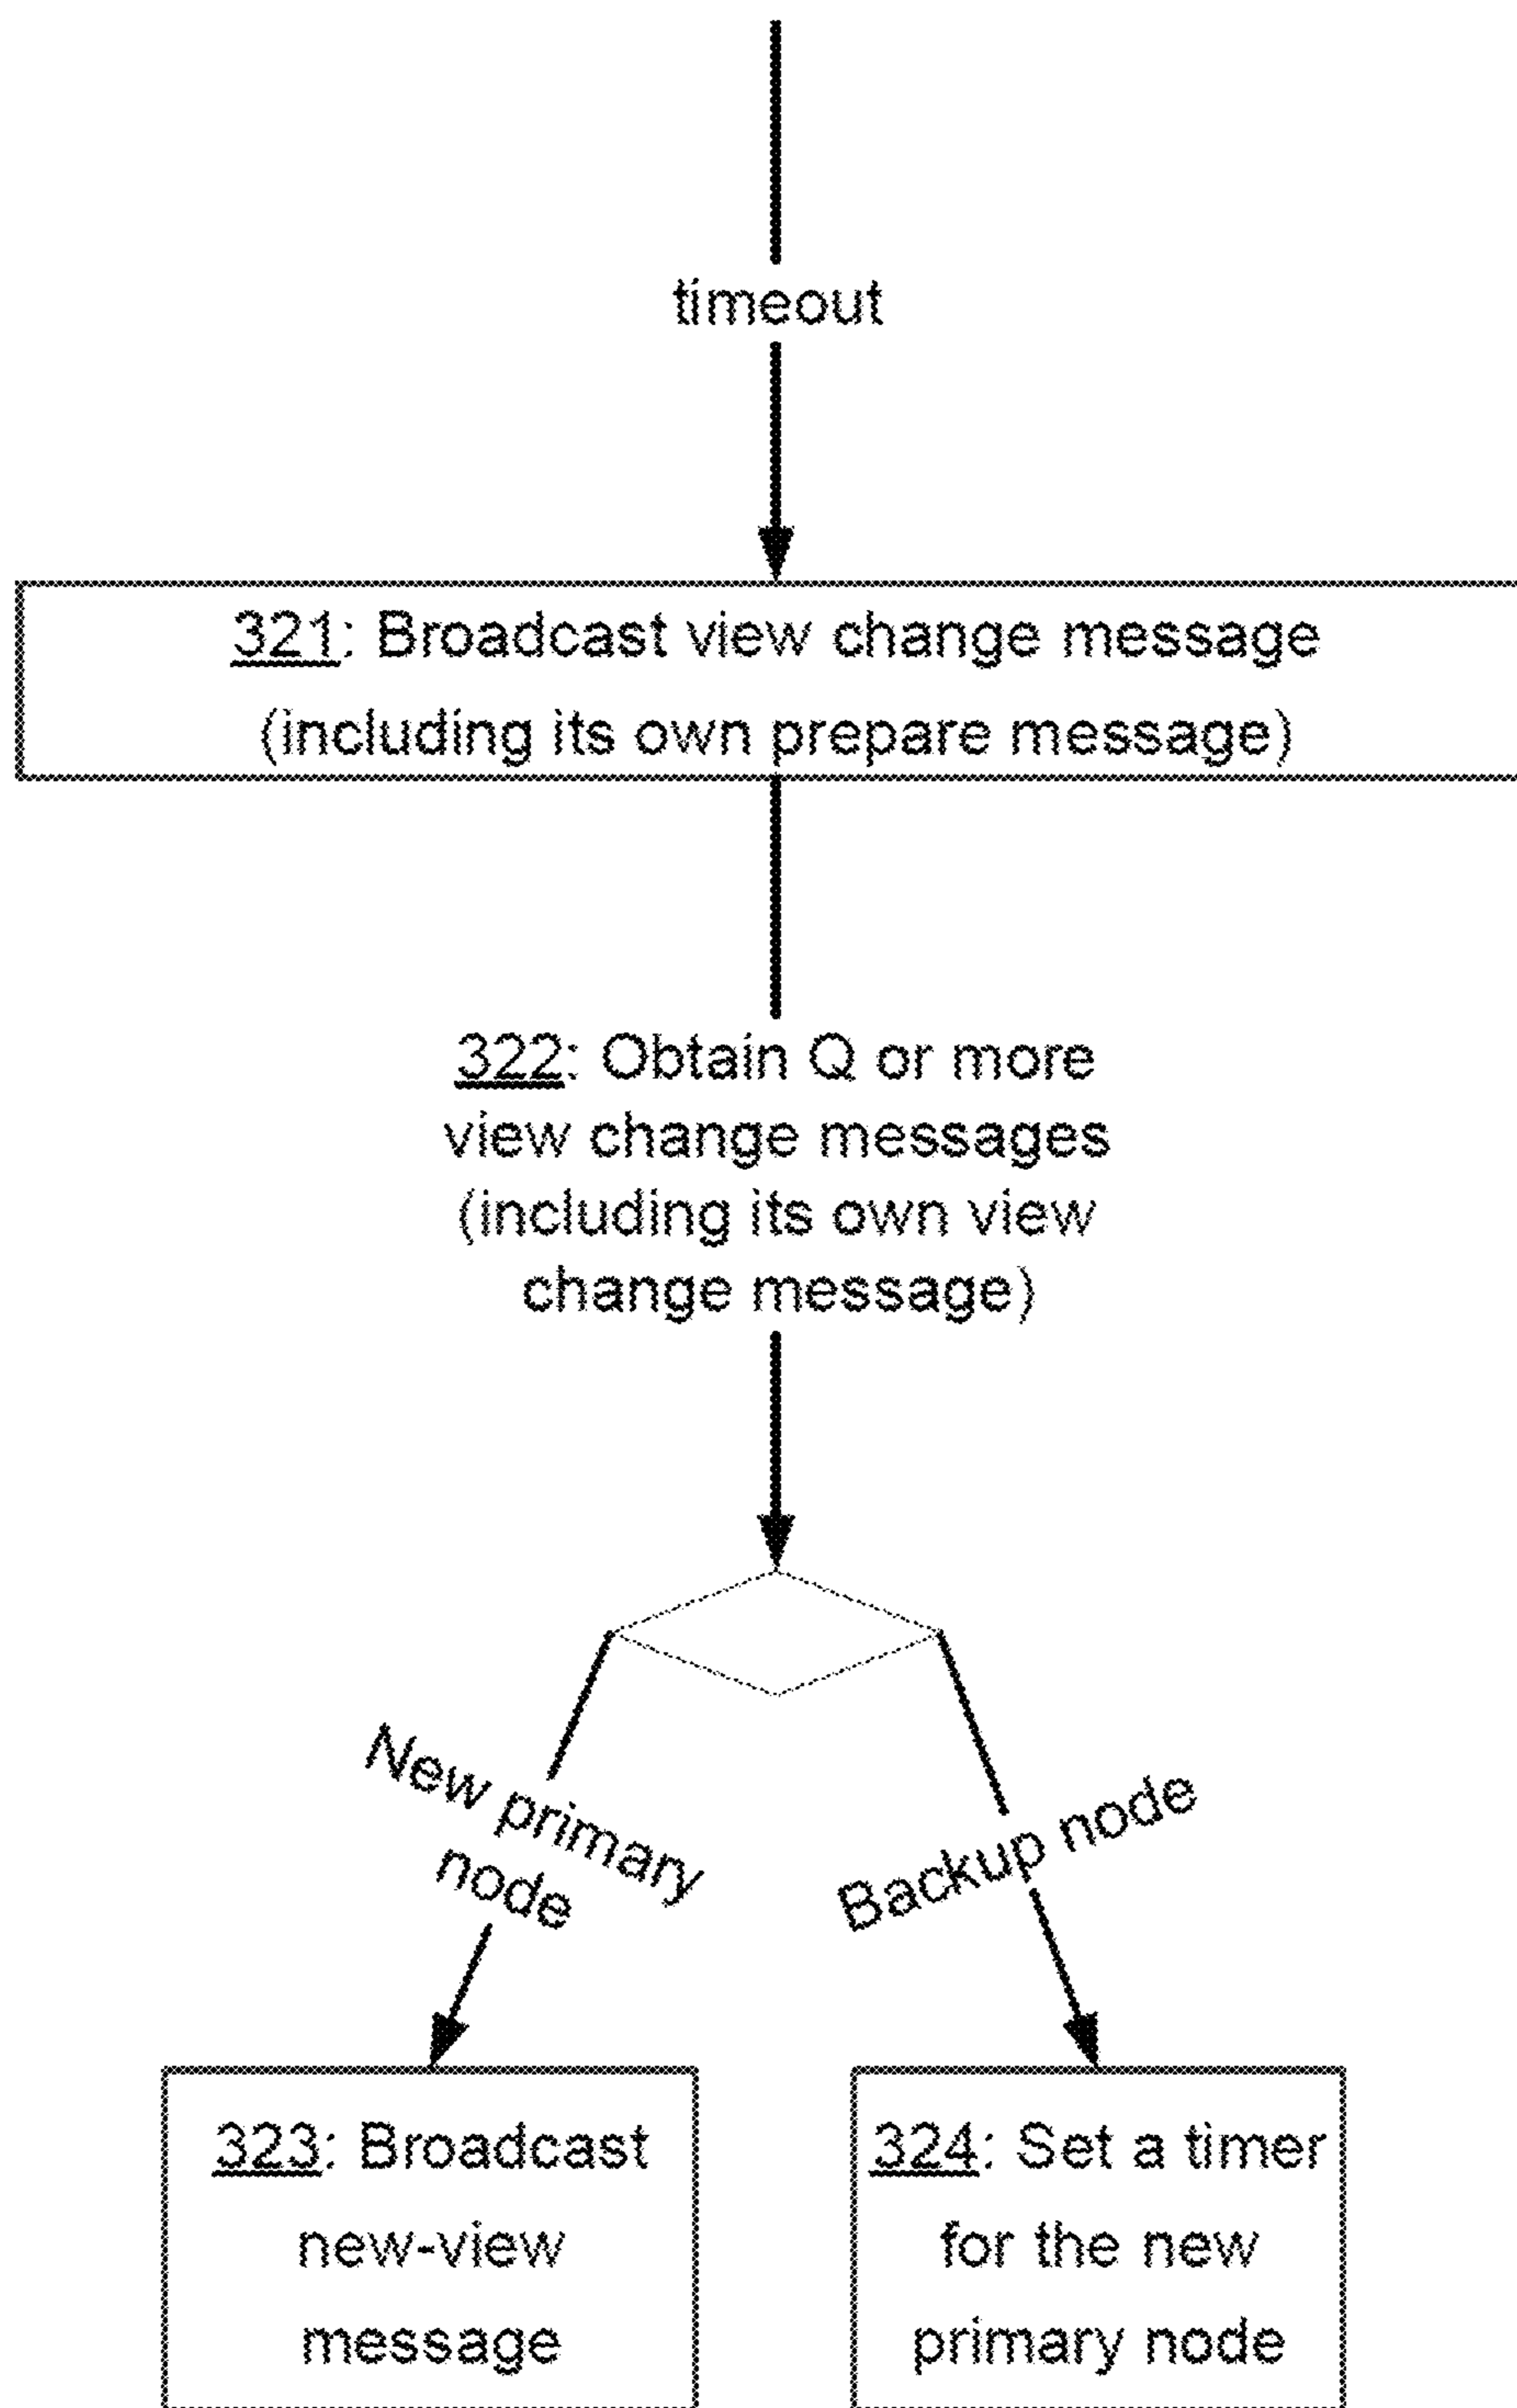 timeout
321: Broadcast view change message
(including its own prepare message)
322: Obtain Q or more
view change messages
(including its own view
change message)
New primary
node
Backup node
323: Broadcast
new-view
message
324: Set a timer
for the new
primary node